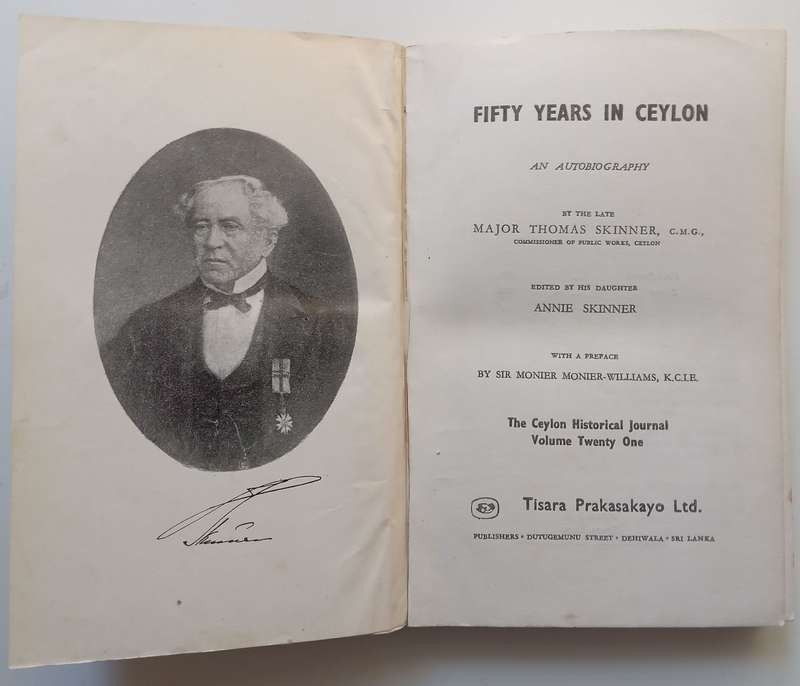 Skinner
FIFTY YEARS IN CEYLON
AN AUTOBIOGRAPHY
BY THE LATE
MAJOR THOMAS SKINNER, C.M.G.,
COMMISSIONER OF PUBLIC WORKS, CEYLON
EDITED BY HIS DAUGHTER
ANNIE SKINNER
WITH A PREFACE
BY SIR MONIER MONIER-WILLIAMS, K.C.I.E.
The Ceylon Historical Journal
Volume Twenty One
Tisara Prakasakayo Ltd.
PUBLISHERS • DUTUGEMUNU STREET • DEHIWALA • SRI LANKA